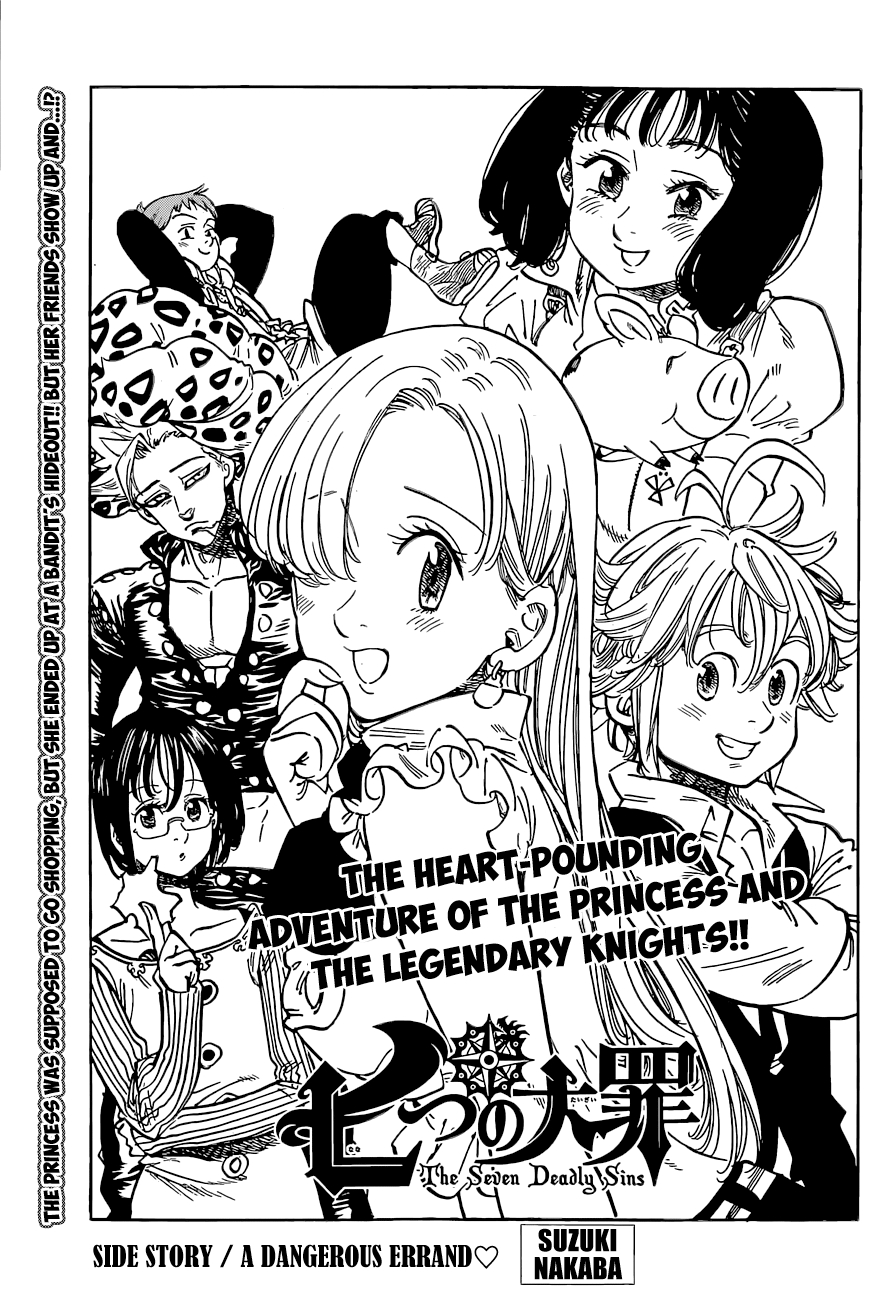 THE PRINCESS WAS SUPPOSED TO GO SHOPPING, BUT SHE ENDED UP AT A BANDIT'S HIDEOUT!! BUT HER FRIENDS SHOW UP AND...!?
THE HEART-POUNDING
ADVENTURE OF THE PRINCESS AND
THE LEGENDARY KNIGHTS!!
七つの大罪
The Seven Deadly Sins
SIDE STORY / A DANGEROUS ERRAND♡
SUZUKI
NAKABA